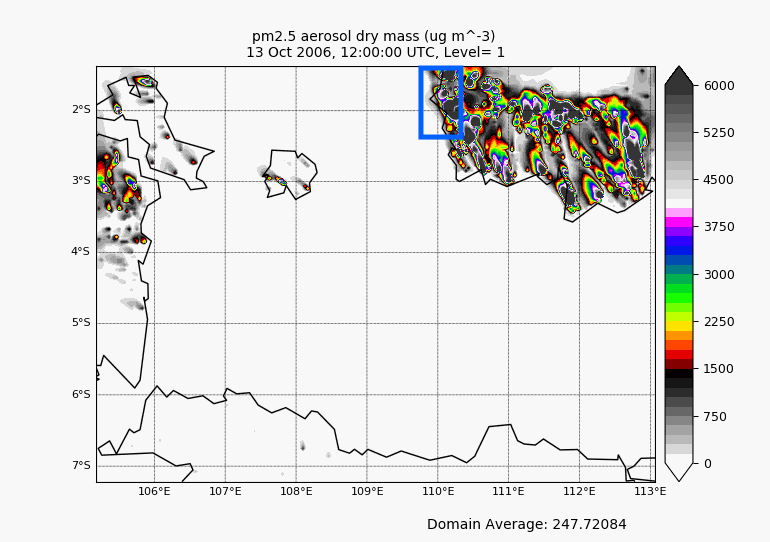 pm2.5 aerosol dry mass (ug m^-3)
13 Oct 2006, 12:00:00 UTC, Level= 1
2°S
3°S
4°S
5°S
6°S
7°S
106°E
107°E
108°E
109°E
110°E
111°E
112°E
113°E
6000
5250
4500
3750
3000
2250
1500
750
0
Domain Average: 247.72084